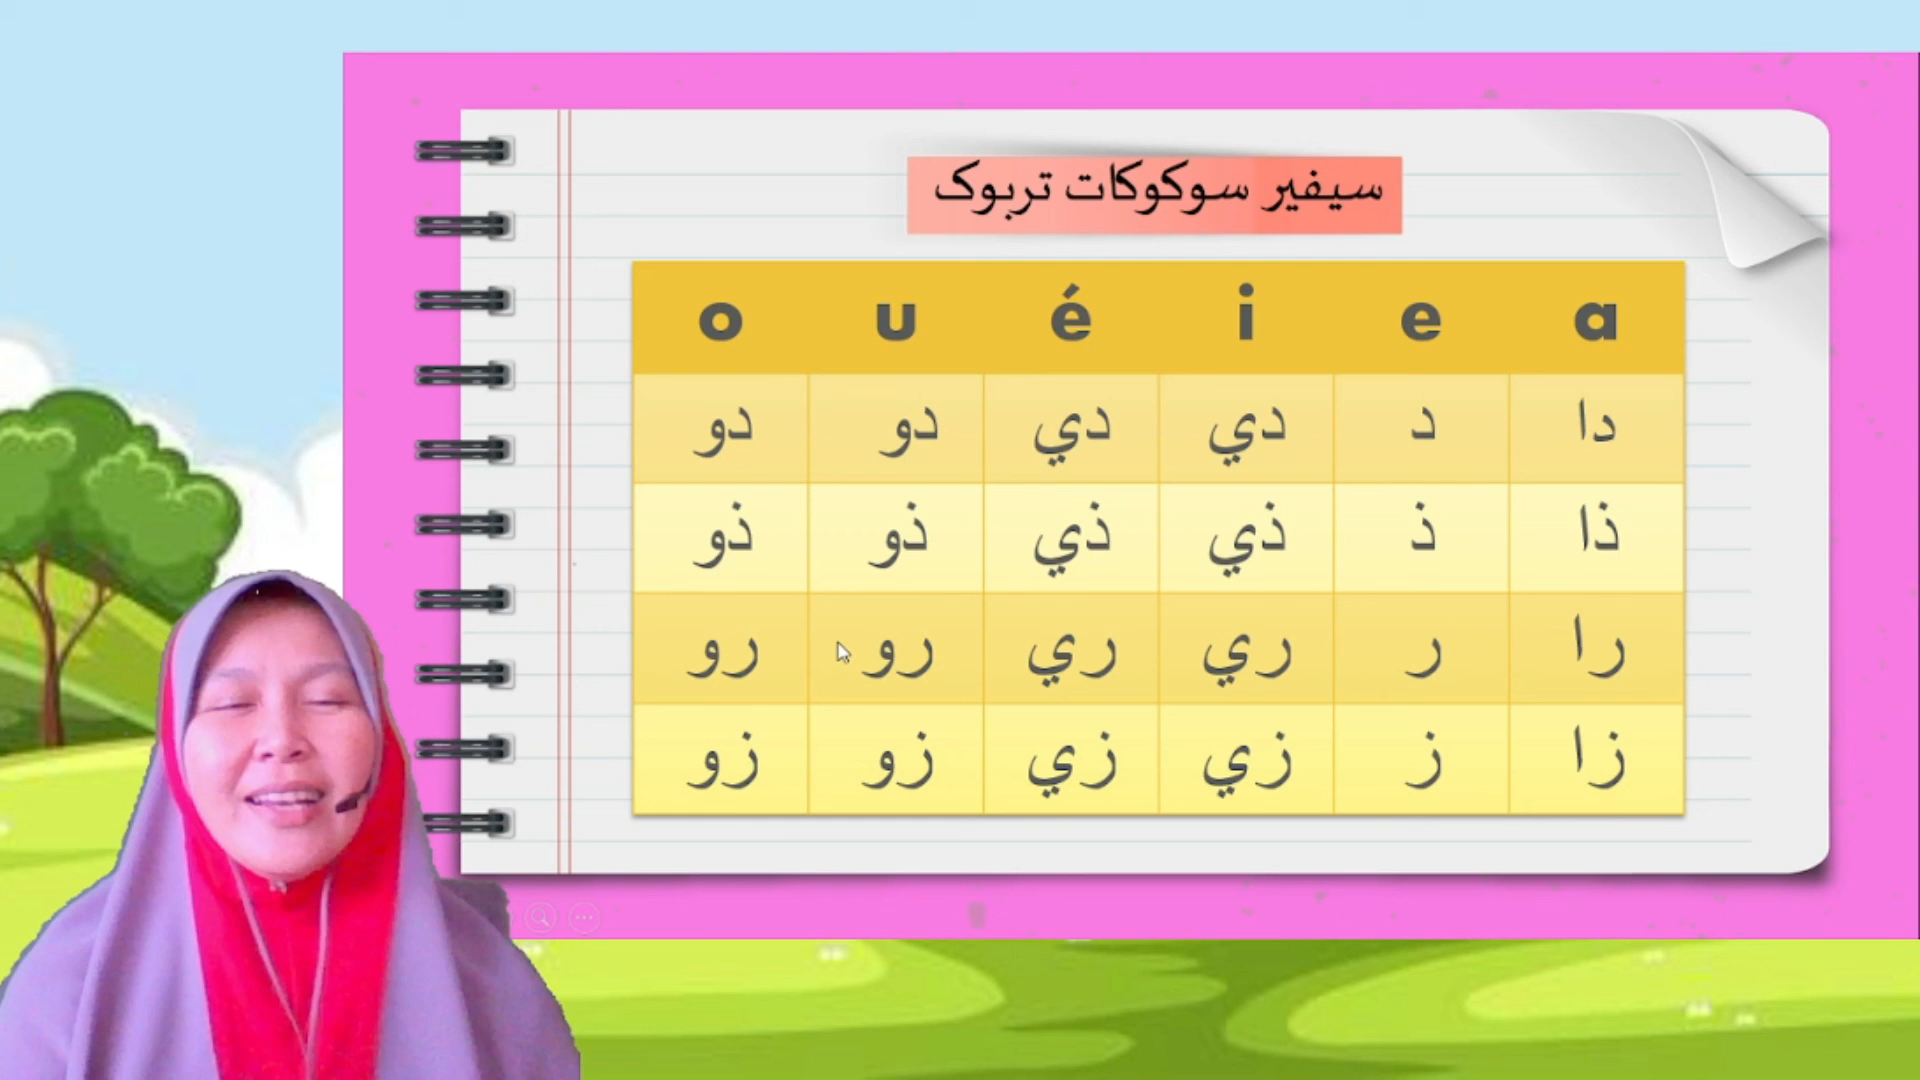 سيفير سوكوكات تربوک
a e i é u o
دا د دي دي دو دو
ذا ذ ذي ذي ذو ذو
را ر ري ري رو رو
زا ز زي زي زو زو